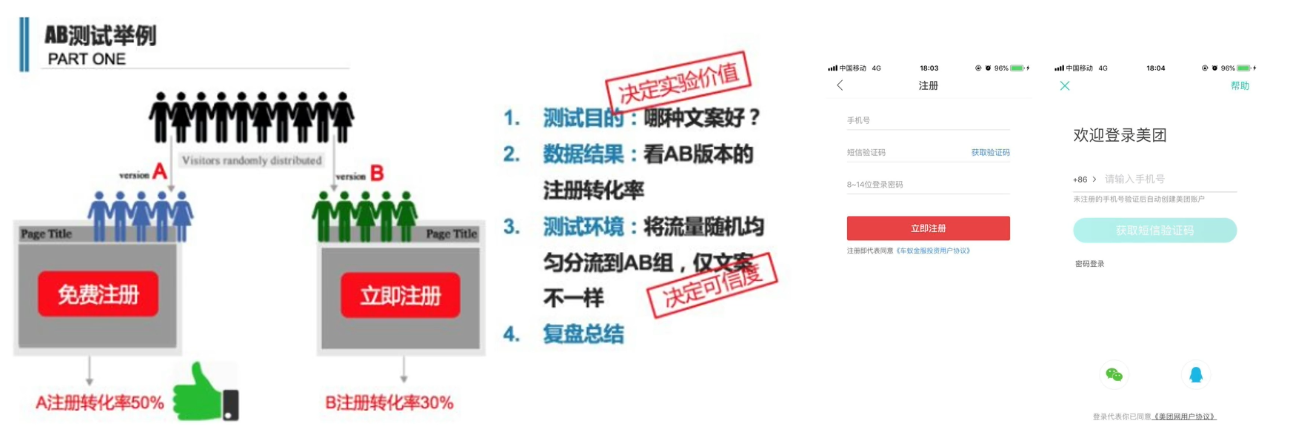 AB测试举例
PART ONE
Visitors randomly distributed
version A
version B
Page Title
Page Title
免费注册
立即注册
A注册转化率50%
B注册转化率30%
决定实验价值
1. 测试目的：哪种文案好？
2. 数据结果：看AB版本的
注册转化率
3. 测试环境：将流量随机均
匀分流到AB组，仅文案
不一样
决定可信度
4. 复盘总结
中国移动 4G 18:03 96%
注册
手机号
短信验证码 获取验证码
8-14位登录密码
立即注册
注册即代表同意《车蚁金服投资用户协议》
中国移动 4G 18:04 96%
帮助
欢迎登录美团
+86 > 请输入手机号
未注册的手机号验证后自动创建美团账户
获取短信验证码
密码登录
登录代表你已同意《美团网用户协议》